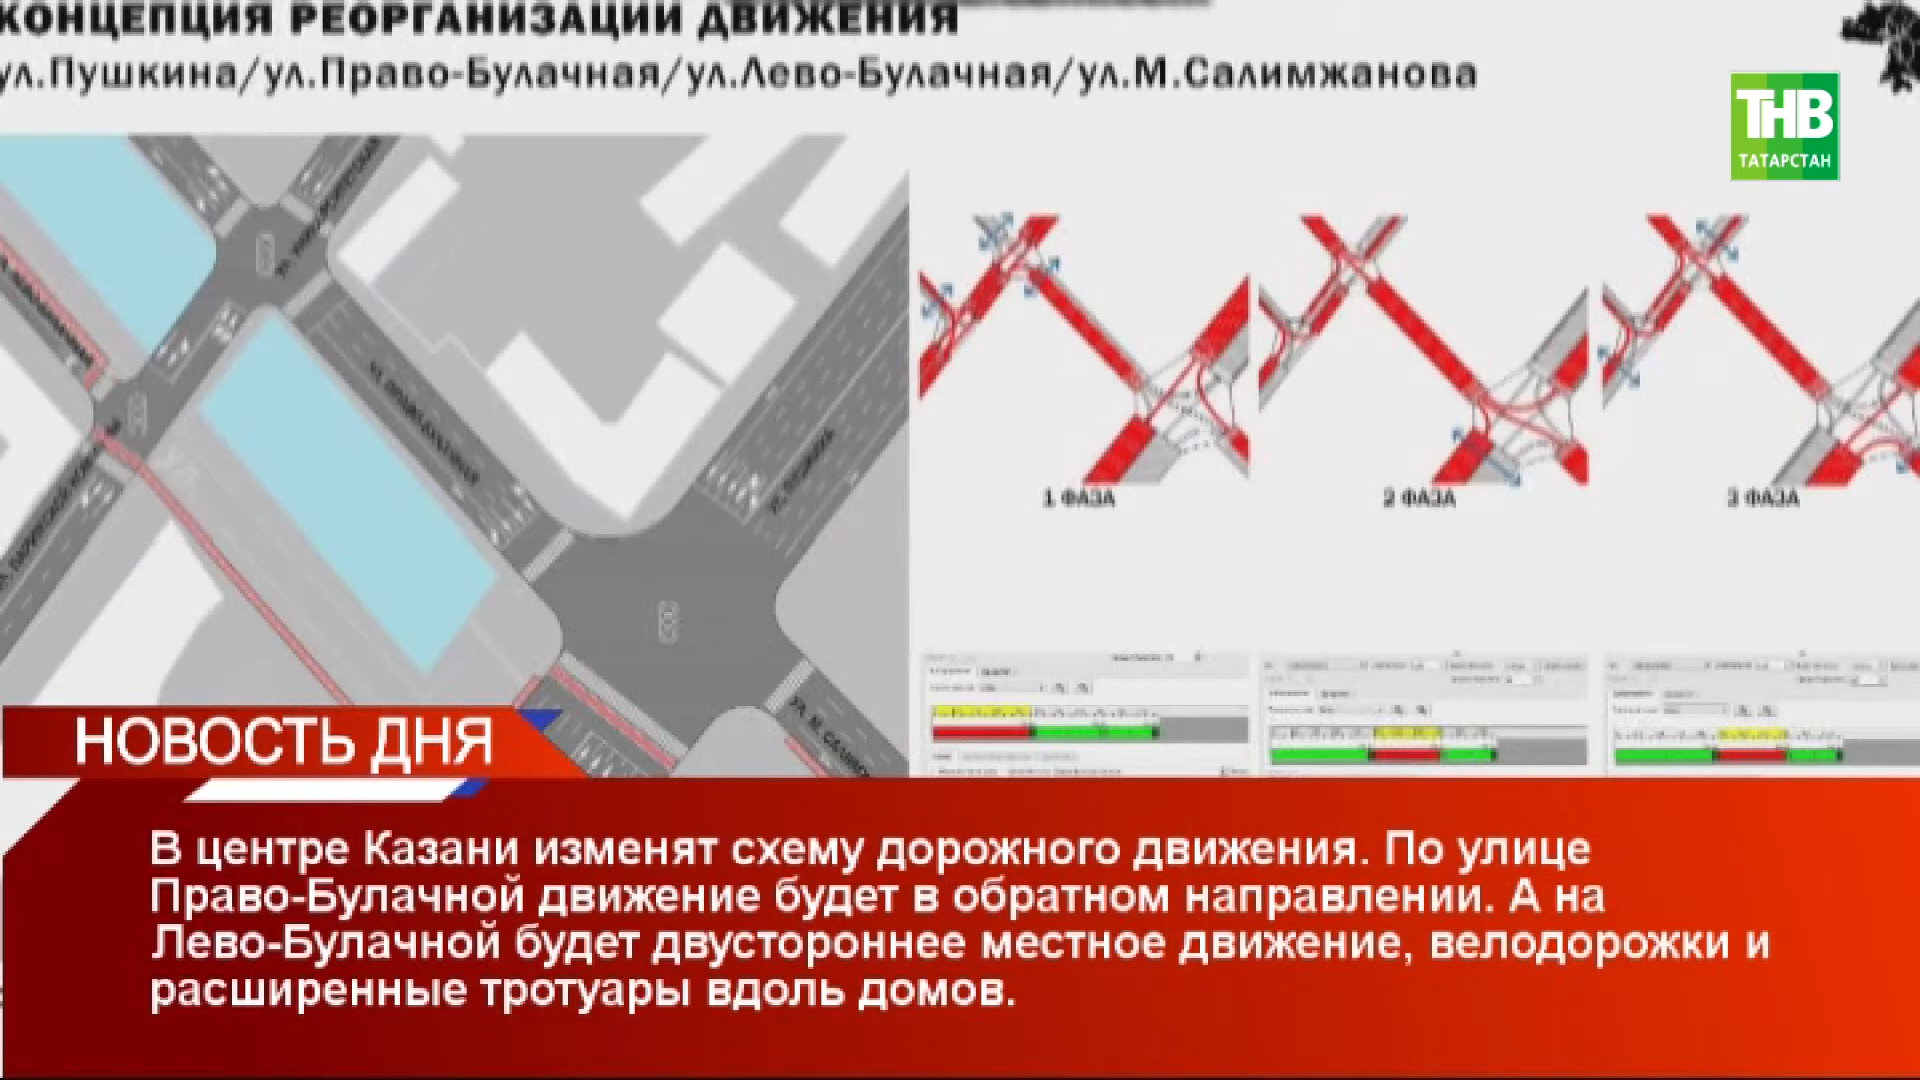 КОНЦЕПЦИЯ РЕОРГАНИЗАЦИИ ДВИЖЕНИЯ
ул.Пушкина/ул.Право-Булачная/ул.Лево-Булачная/ул.М.Салимжанова
ТНВ
ТАТАРСТАН
1 ФАЗА
2 ФАЗА
3 ФАЗА
НОВОСТЬ ДНЯ
В центре Казани изменят схему дорожного движения. По улице
Право-Булачной движение будет в обратном направлении. А на
Лево-Булачной будет двустороннее местное движение, велодорожки и
расширенные тротуары вдоль домов.